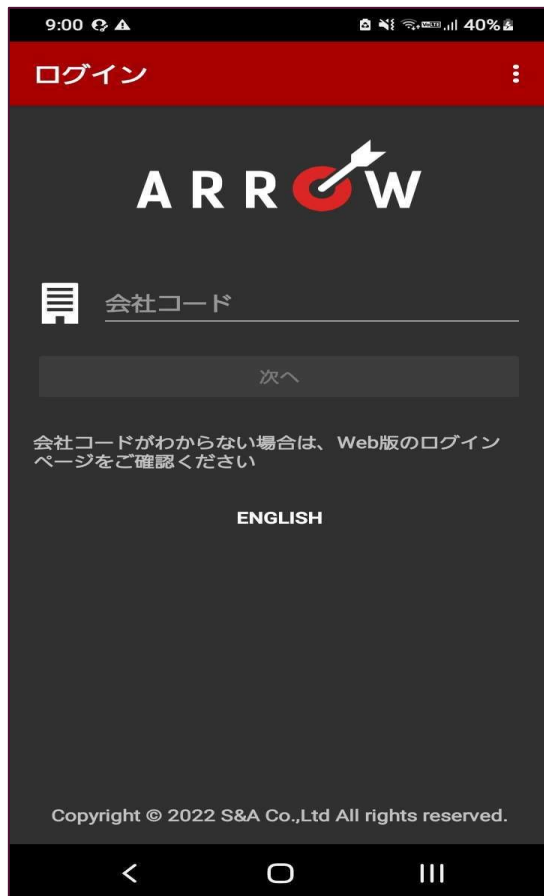 9:00
40%
ログイン
ARROW
会社コード
次へ
会社コードがわからない場合は、Web版のログイン
ページをご確認ください
ENGLISH
Copyright © 2022 S&A Co.,Ltd All rights reserved.